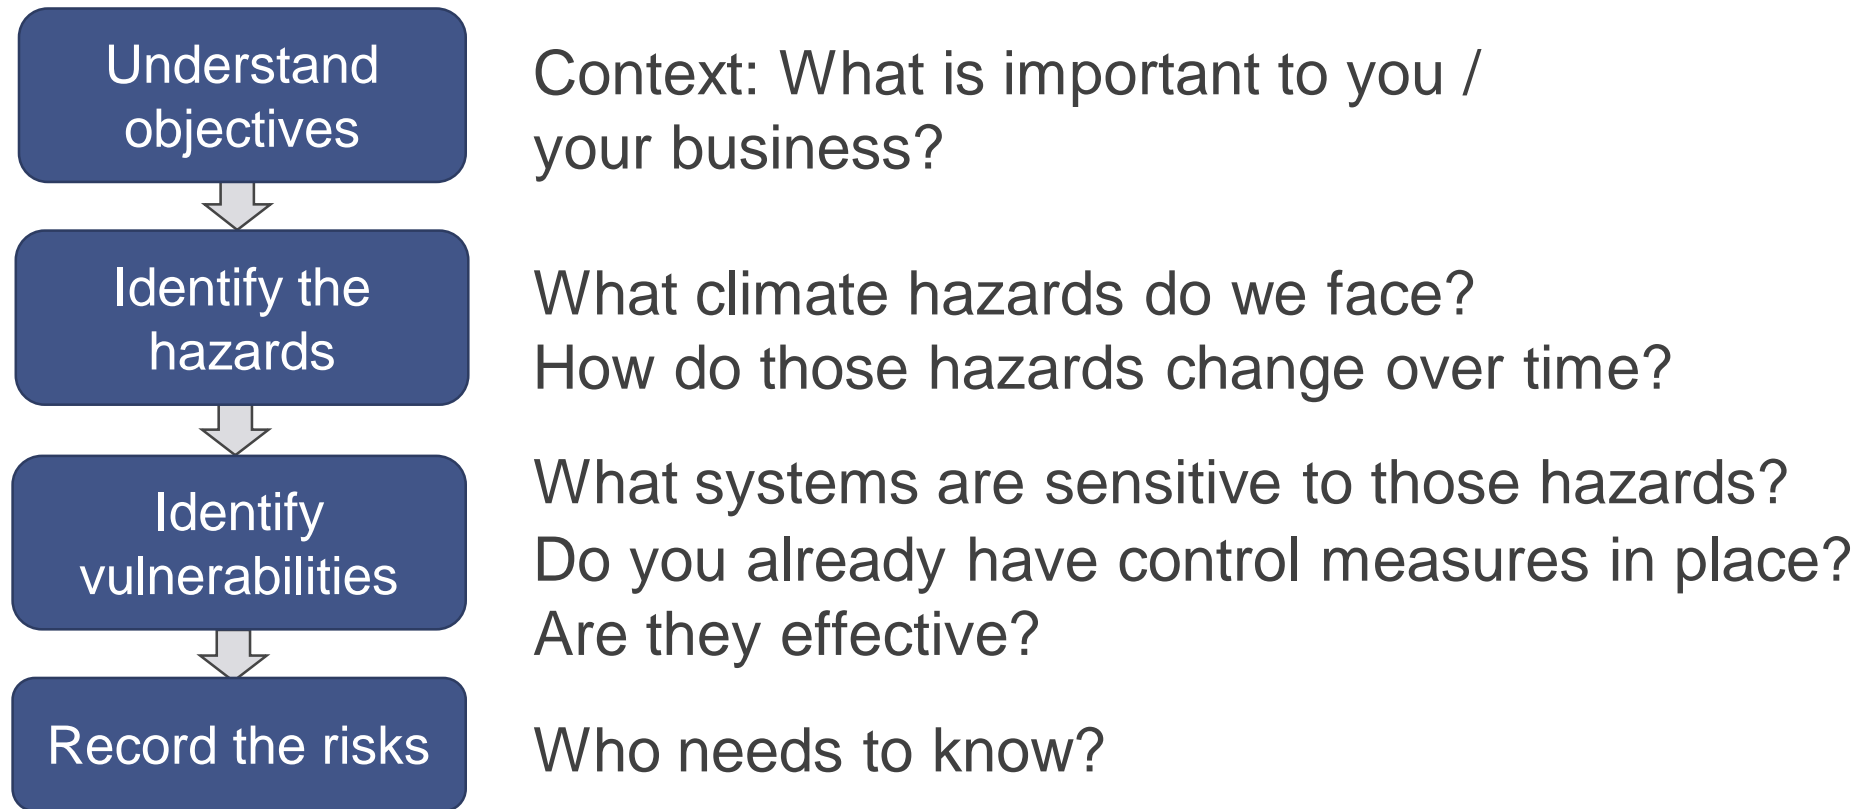 Understand
objectives
Context: What is important to you /
your business?
Identify the
hazards
What climate hazards do we face?
How do those hazards change over time?
Identify
vulnerabilities
What systems are sensitive to those hazards?
Do you already have control measures in place?
Are they effective?
Record the risks
Who needs to know?